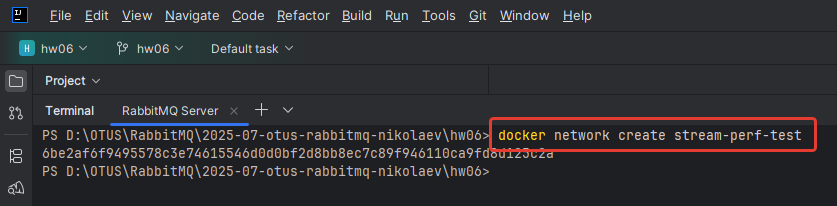 IJ File Edit View Navigate Code Refactor Build Run Tools Git Window Help
H hw06 hw06 Default task
Project
Terminal RabbitMQ Server
PS D:\OTUS\RabbitMQ\2025-07-otus-rabbitmq-nikolaev\hw06> docker network create stream-perf-test
6be2af6f9495578c3e74615546d0d0bf2d8bb8ec7c89f946110ca9fd8d123c2a
PS D:\OTUS\RabbitMQ\2025-07-otus-rabbitmq-nikolaev\hw06>